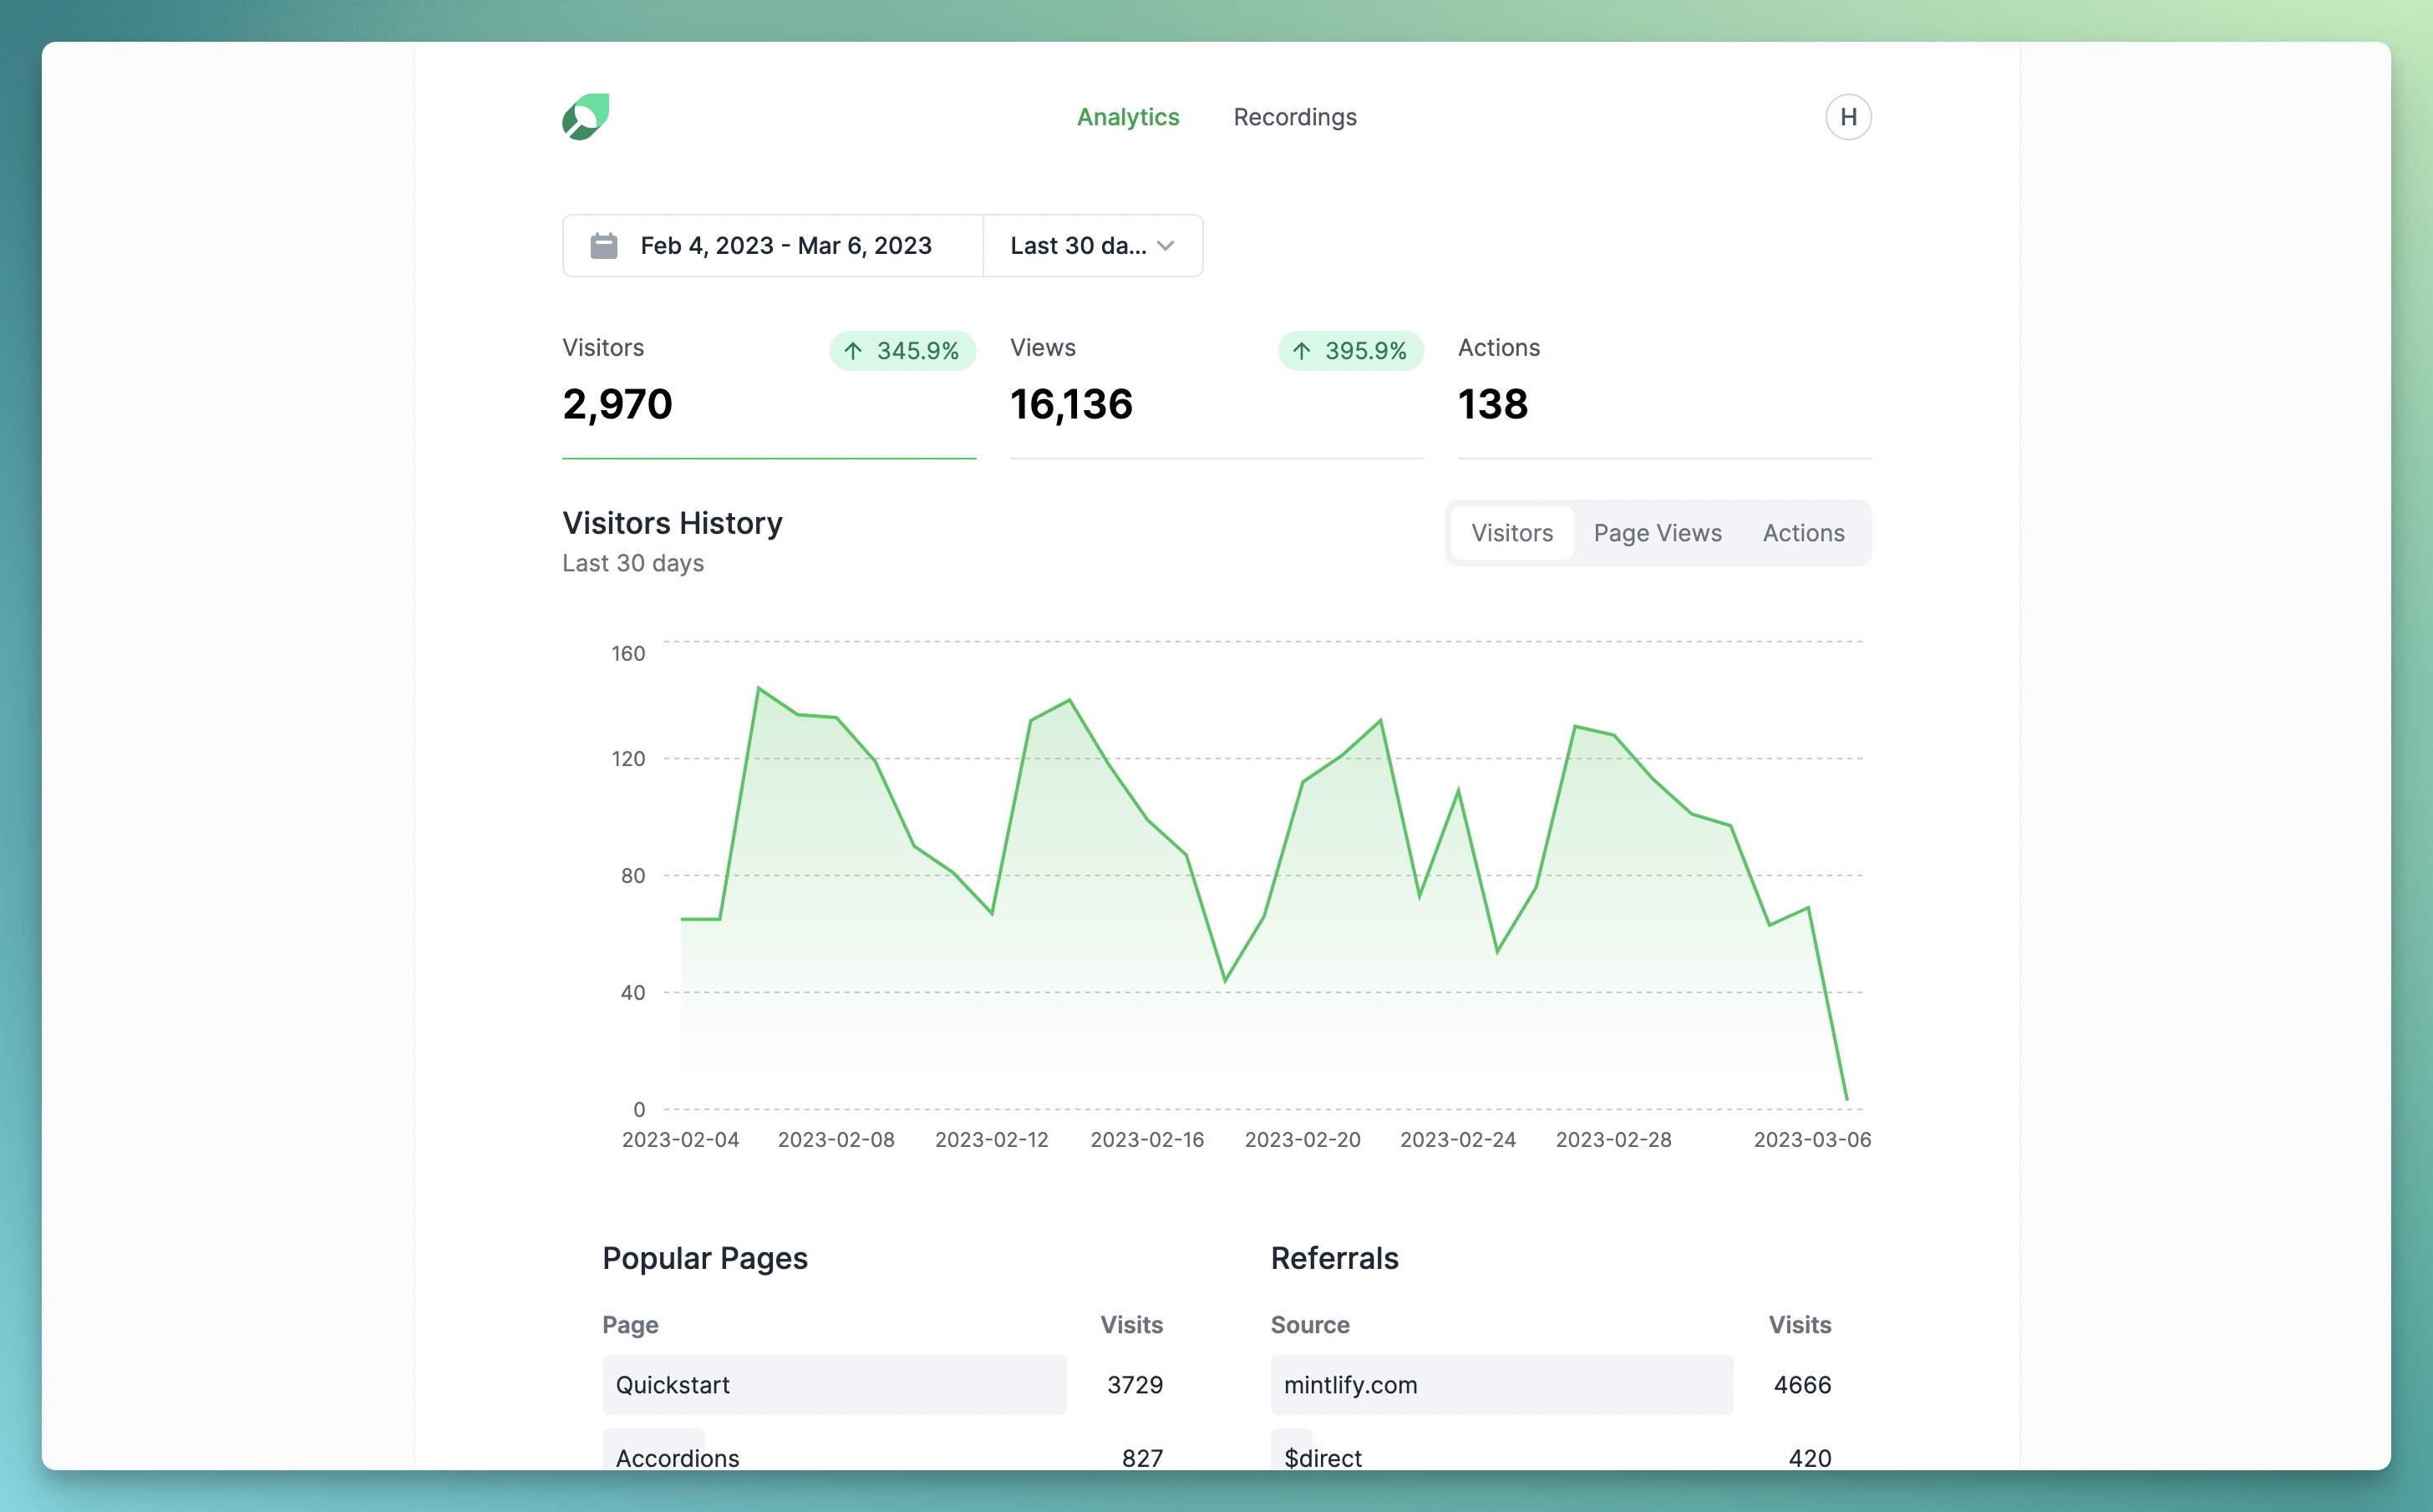 Analytics Recordings H
Feb 4, 2023 - Mar 6, 2023 Last 30 da...
Visitors 345.9% Views 395.9% Actions
2,970 16,136 138
Visitors History Visitors Page Views Actions
Last 30 days
160
120
80
40
0
2023-02-04 2023-02-08 2023-02-12 2023-02-16 2023-02-20 2023-02-24 2023-02-28 2023-03-06
Popular Pages Referrals
Page Visits Source Visits
Quickstart 3729 mintlify.com 4666
Accordions 827 $direct 420